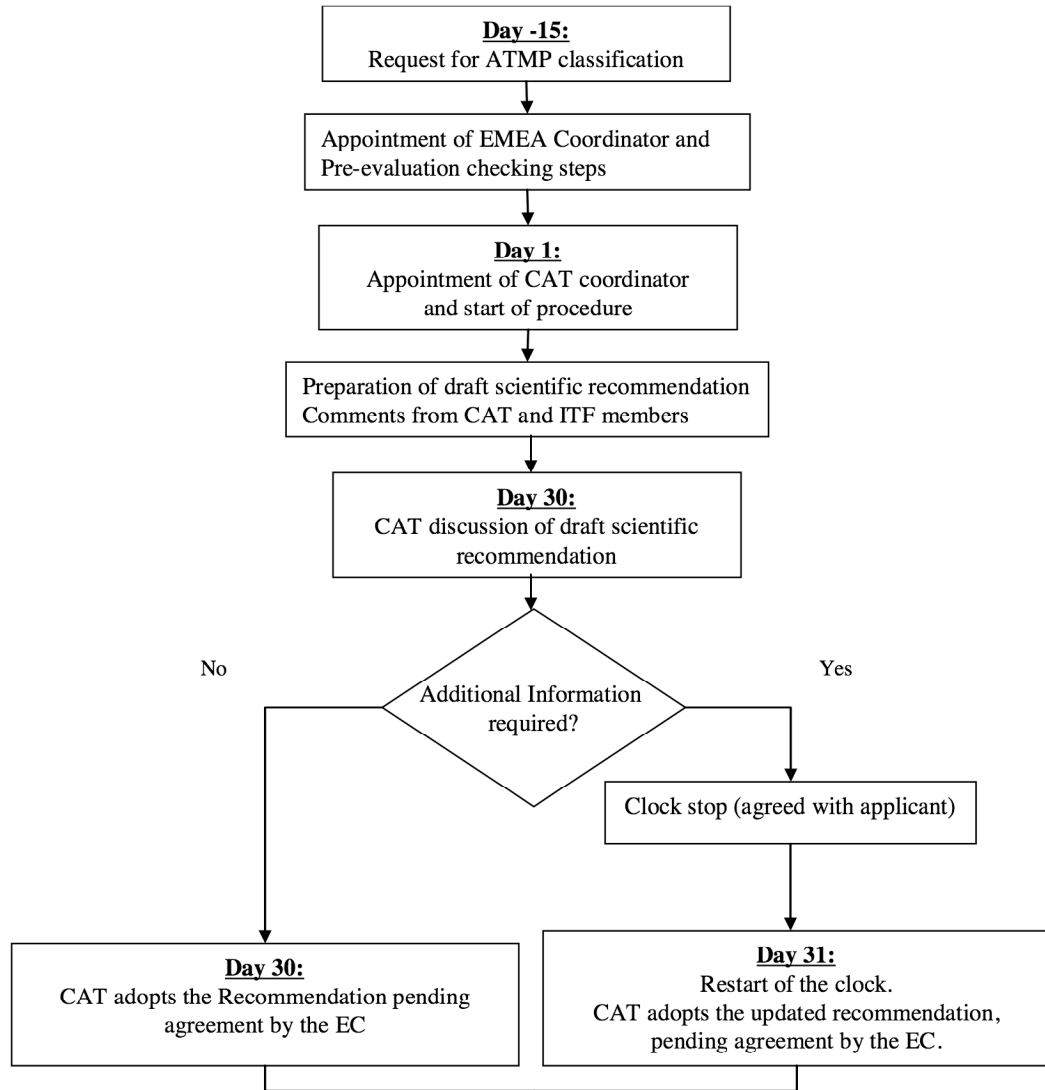 Day -15:
Request for ATMP classification
Appointment of EMEA Coordinator and
Pre-evaluation checking steps
Day 1:
Appointment of CAT coordinator
and start of procedure
Preparation of draft scientific recommendation
Comments from CAT and ITF members
Day 30:
CAT discussion of draft scientific
recommendation
No
Yes
Additional Information
required?
Clock stop (agreed with applicant)
Day 30:
CAT adopts the Recommendation pending
agreement by the EC
Day 31:
Restart of the clock.
CAT adopts the updated recommendation,
pending agreement by the EC.